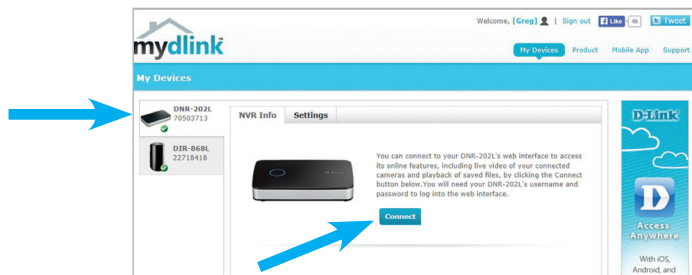 Welcome, [Greg] | Sign out Like 4k Tweet
mydlink
My Devices Product Mobile App Support
My Devices
DNR-202L
70503713
DIR-868L
22718418
NVR Info Settings
You can connect to your DNR-202L's web interface to access
its online features, including live video of your connected
cameras and playback of saved files, by clicking the Connect
button below.You will need your DNR-202L's username and
password to log into the web interface.
Connect
D-Link
D
Access
Anywhere
With iOS,
Android, and